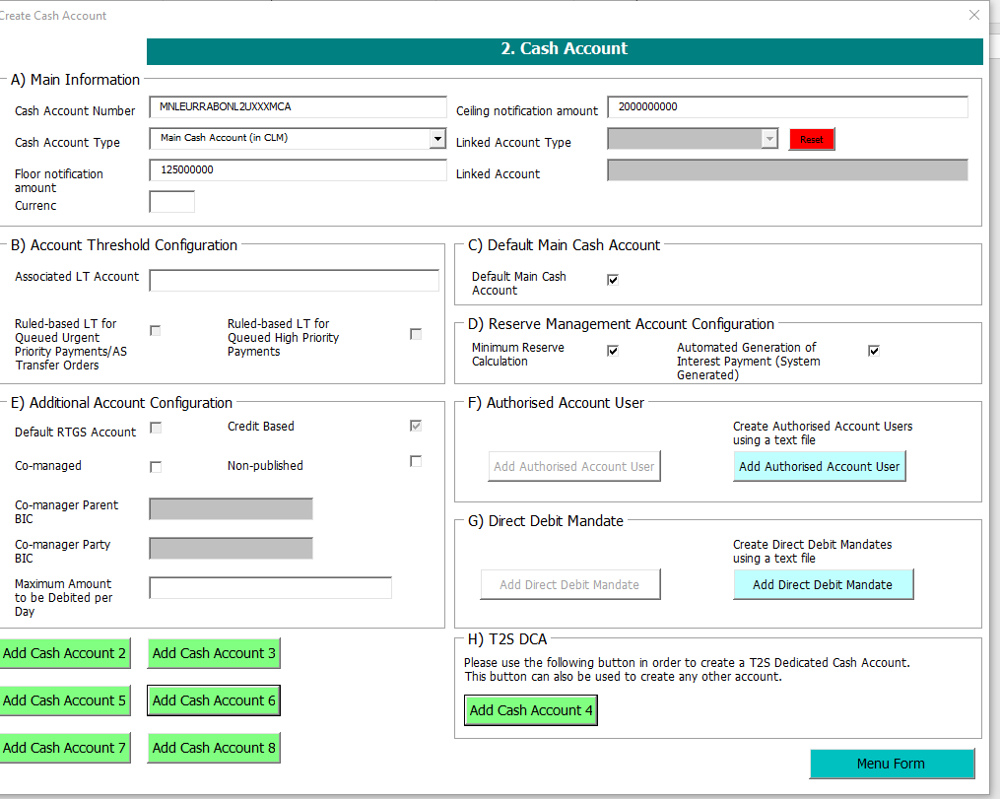 Create Cash Account
2. Cash Account
A) Main Information
Cash Account Number
MNLEURRABONL2UXXXMCA
Ceiling notification amount
2000000000
Cash Account Type
Main Cash Account (in CLM)
Linked Account Type
Reset
Floor notification
amount
125000000
Linked Account
Currenc
B) Account Threshold Configuration
Associated LT Account
Ruled-based LT for
Queued Urgent
Priority Payments/AS
Transfer Orders
Ruled-based LT for
Queued High Priority
Payments
C) Default Main Cash Account
Default Main Cash
Account
D) Reserve Management Account Configuration
Minimum Reserve
Calculation
Automated Generation of
Interest Payment (System
Generated)
E) Additional Account Configuration
Default RTGS Account
Credit Based
Co-managed
Non-published
Co-manager Parent
BIC
Co-manager Party
BIC
Maximum Amount
to be Debited per
Day
F) Authorised Account User
Create Authorised Account Users
using a text file
Add Authorised Account User
Add Authorised Account User
G) Direct Debit Mandate
Create Direct Debit Mandates
using a text file
Add Direct Debit Mandate
Add Direct Debit Mandate
Add Cash Account 2
Add Cash Account 3
Add Cash Account 5
Add Cash Account 6
Add Cash Account 7
Add Cash Account 8
H) T2S DCA
Please use the following button in order to create a T2S Dedicated Cash Account.
This button can also be used to create any other account.
Add Cash Account 4
Menu Form